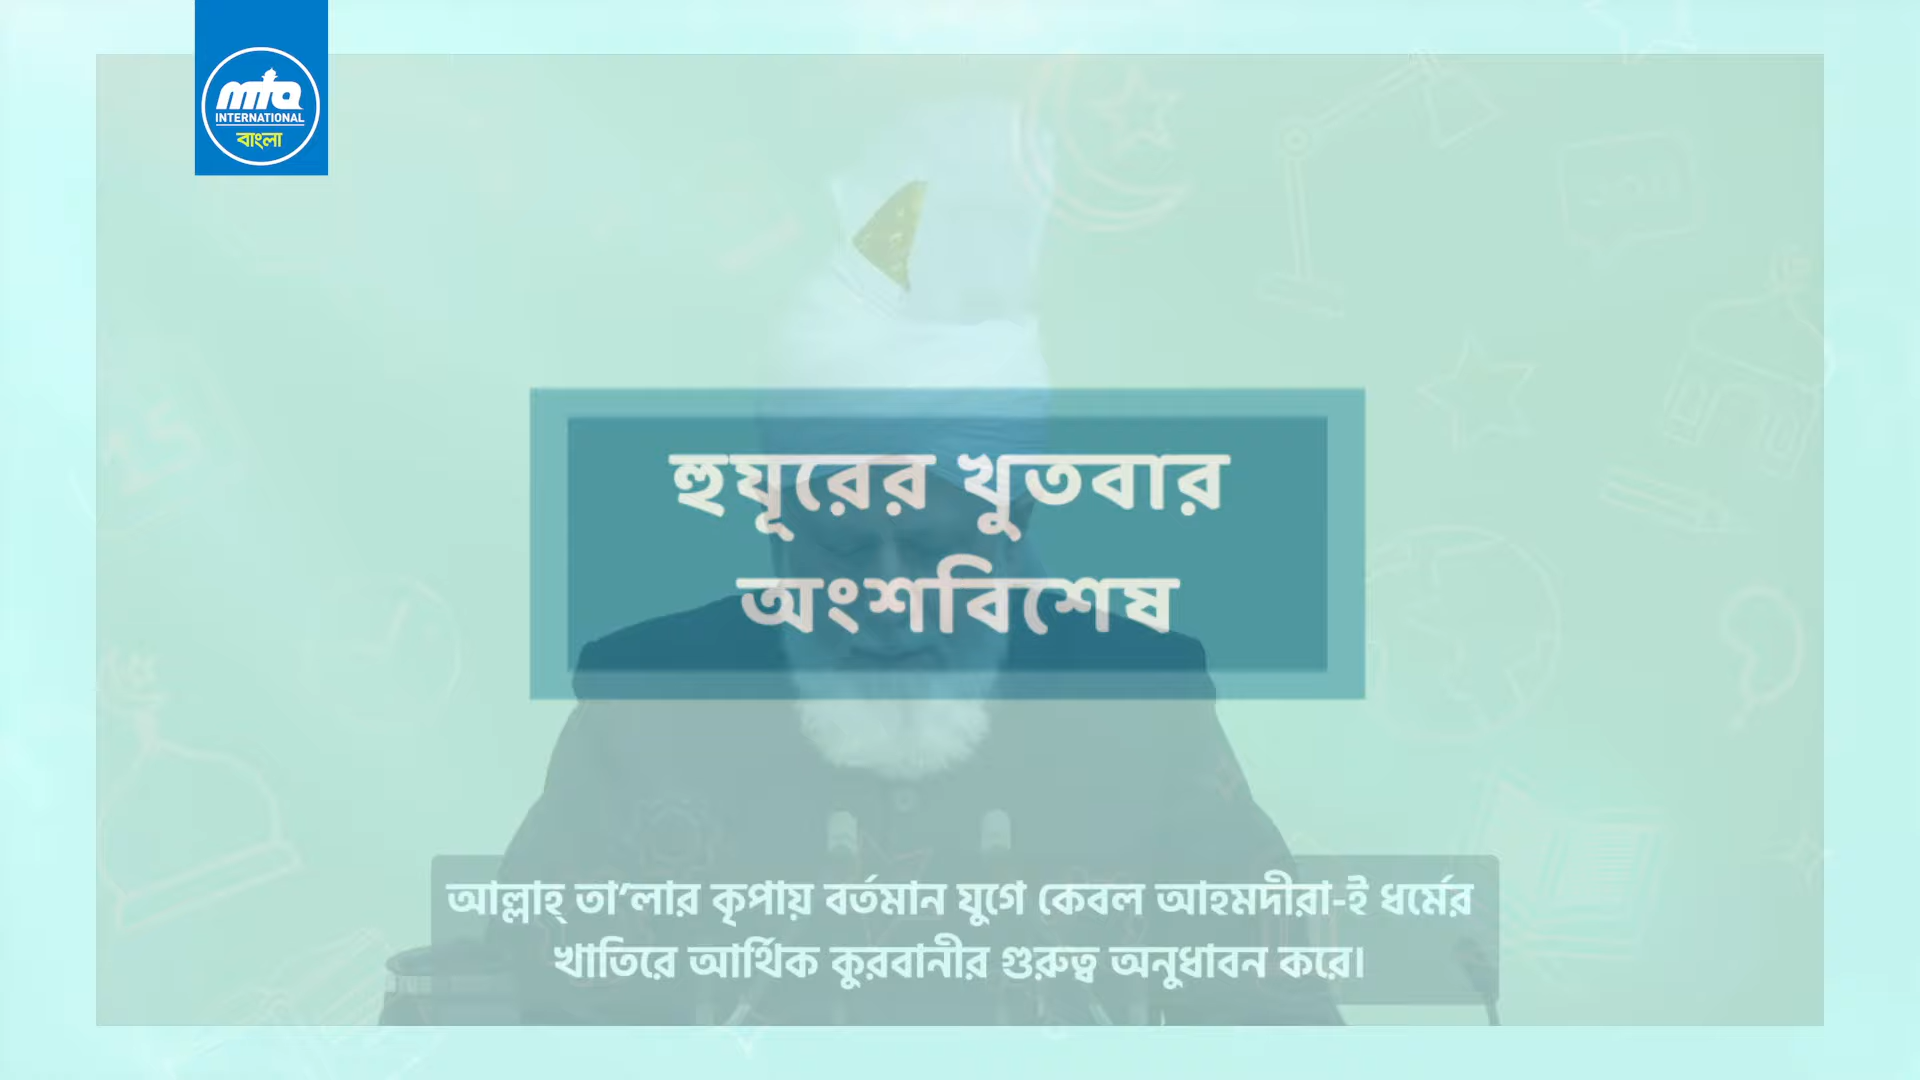 mta
INTERNATIONAL
বাংলা
হুযূরের খুতবার
অংশবিশেষ
আল্লাহ্ তা’লার কৃপায় বর্তমান যুগে কেবল আহমদীরা-ই ধর্মের
খাতিরে আর্থিক কুরবানীর গুরুত্ব অনুধাবন করে।